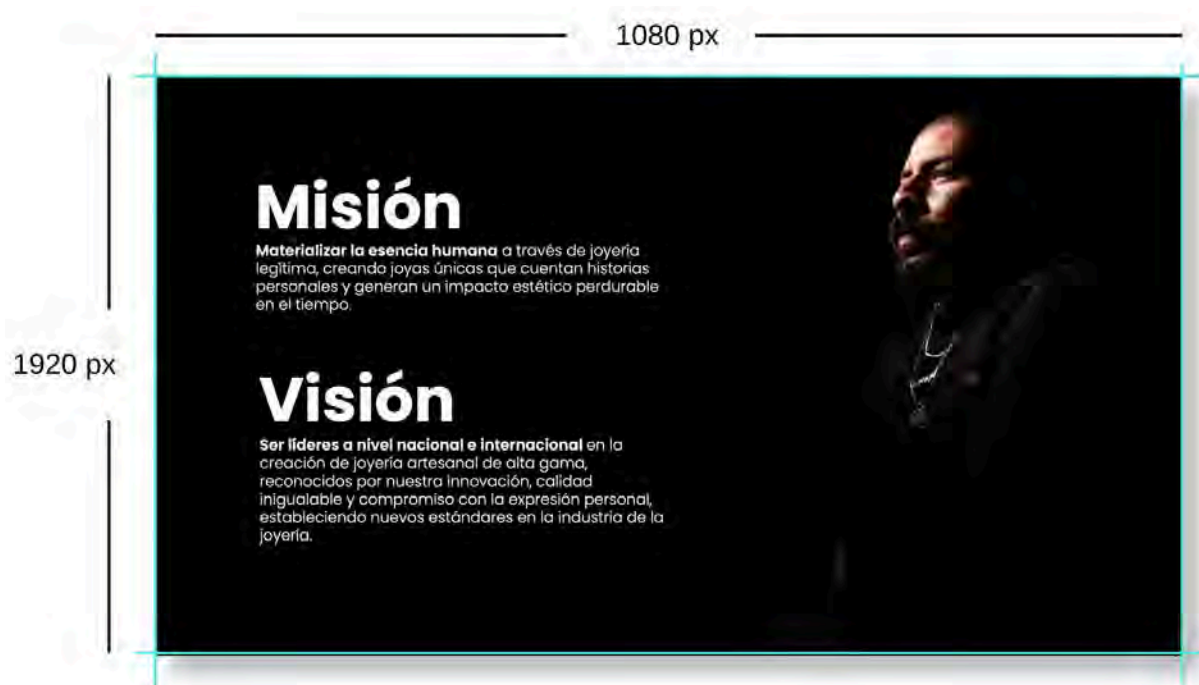 1080 px
1920 px
Misión
Materializar la esencia humana a través de joyería
legítima, creando joyas únicas que cuentan historias
personales y generan un impacto estético perdurable
en el tiempo.
Visión
Ser líderes a nivel nacional e internacional en la
creación de joyería artesanal de alta gama,
reconocidos por nuestra innovación, calidad
inigualable y compromiso con la expresión personal,
estableciendo nuevos estándares en la industria de la
joyería.